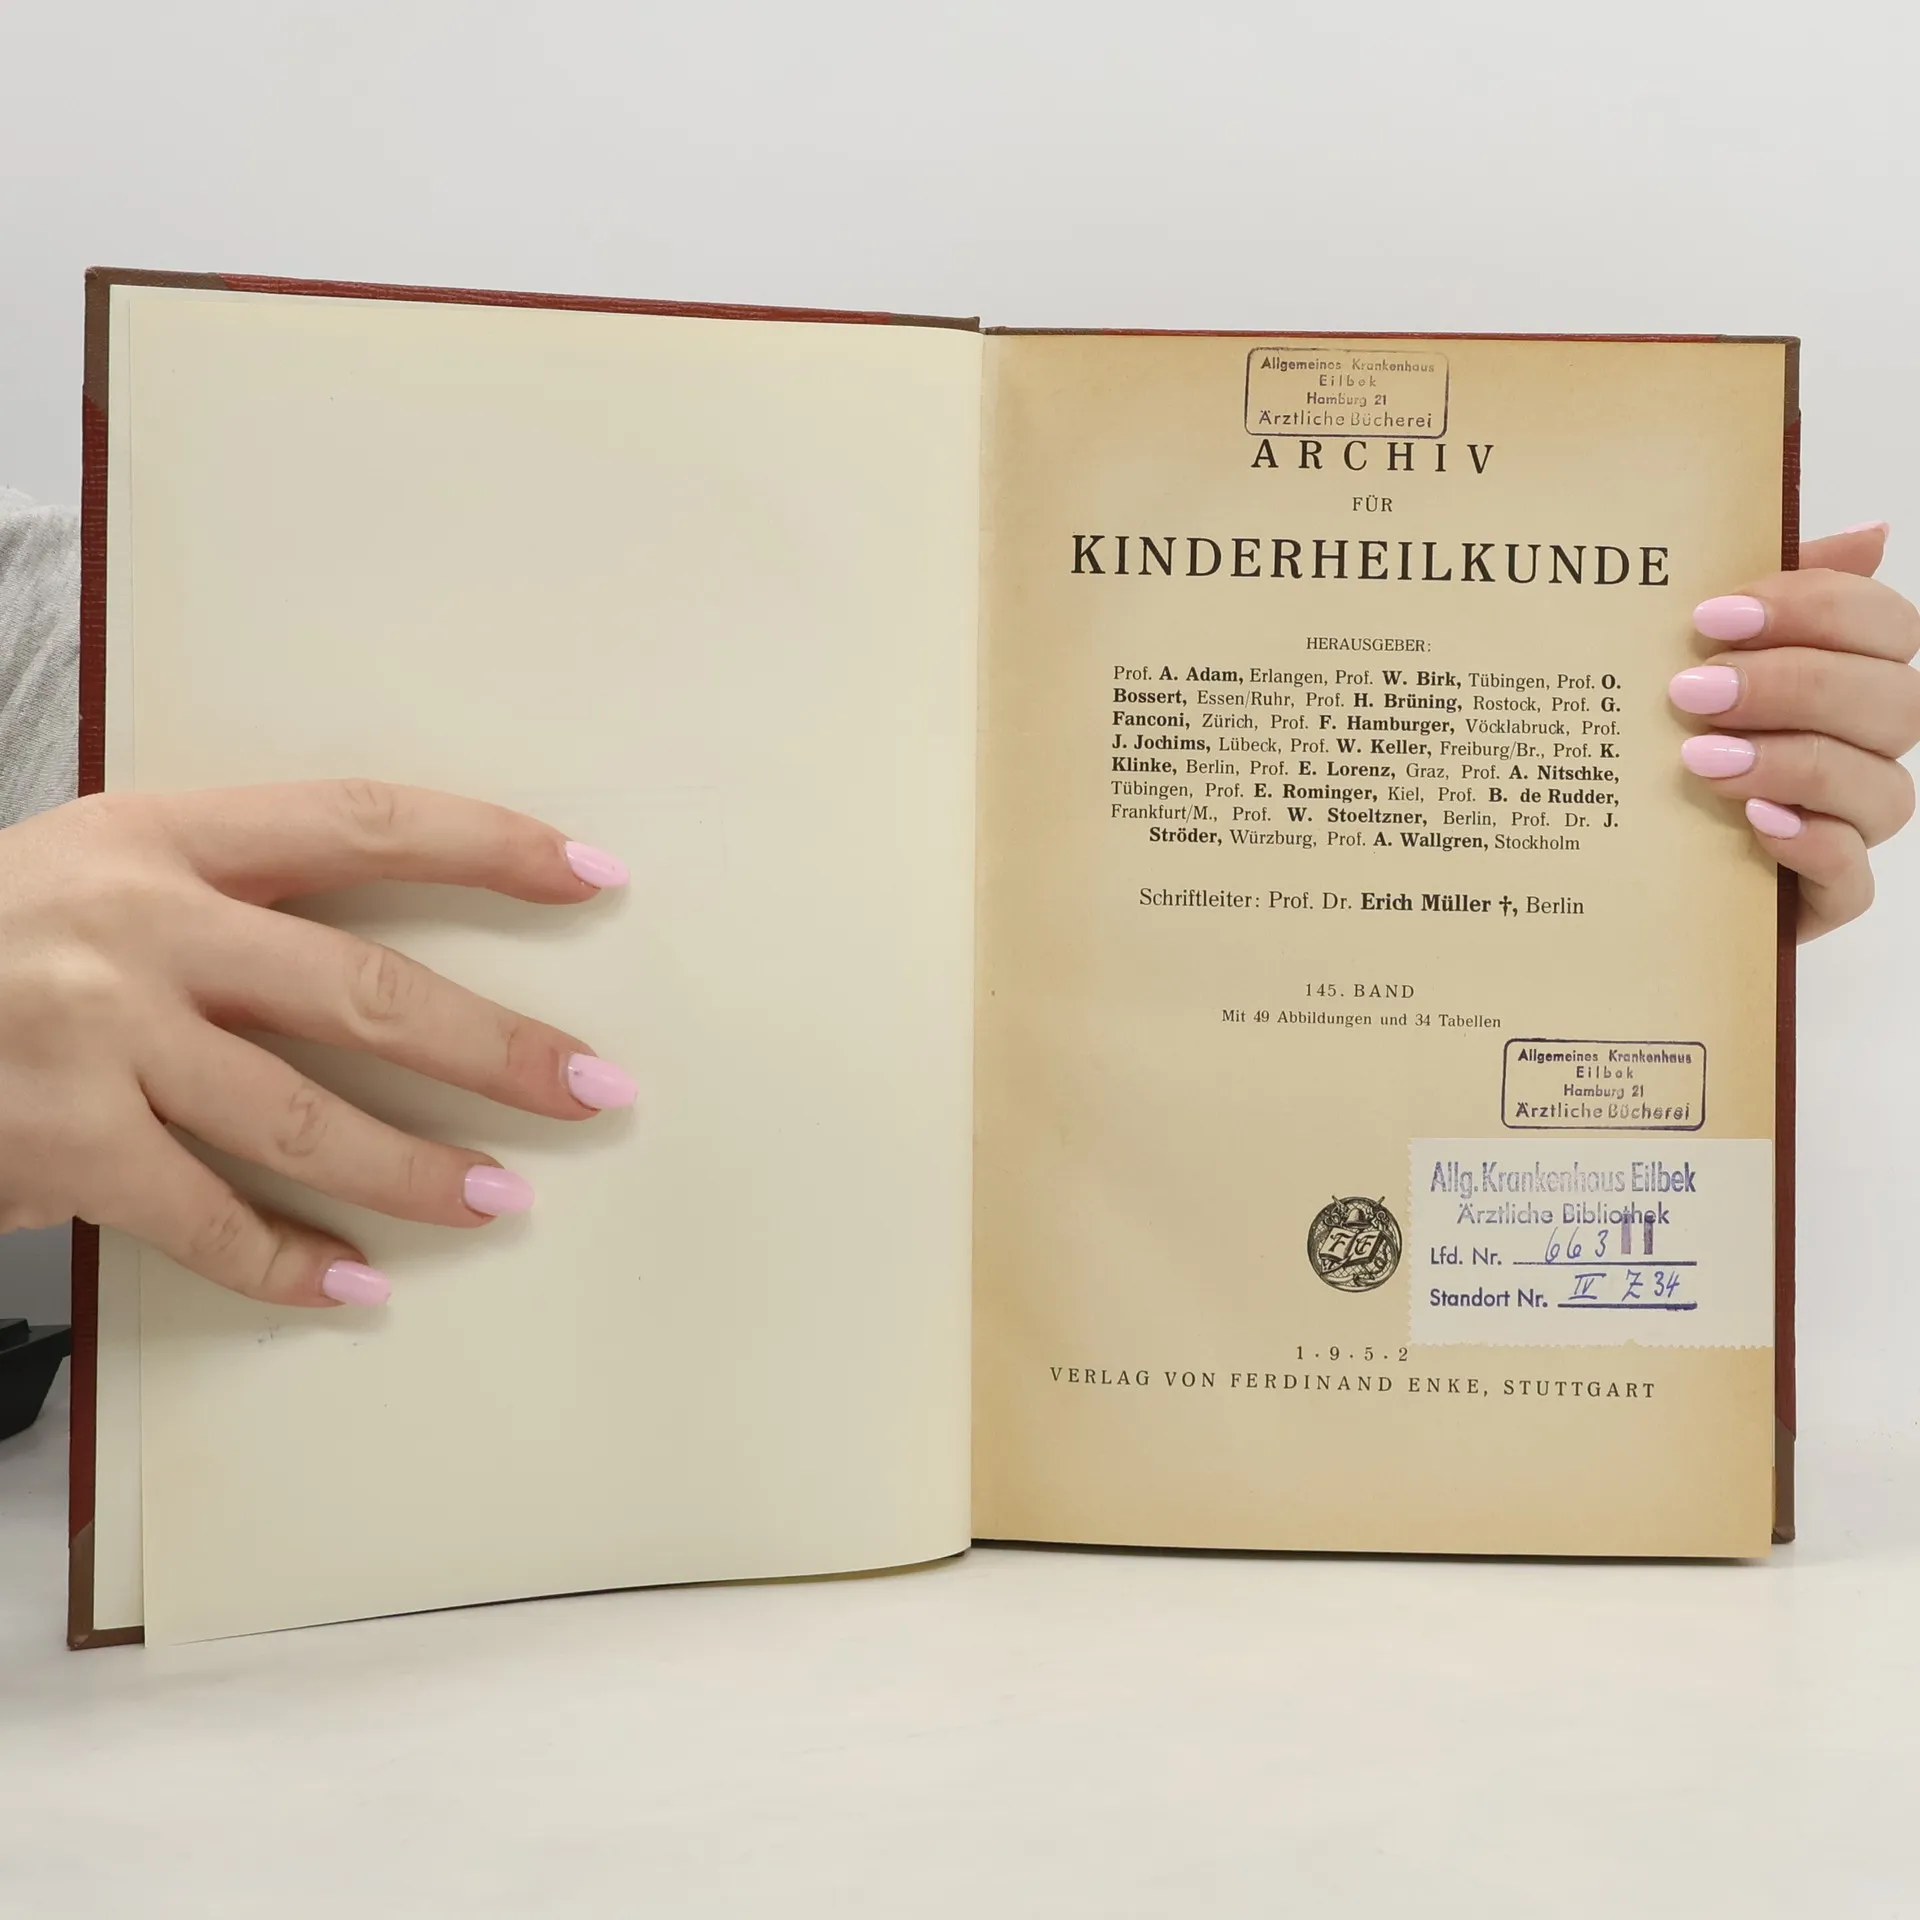 Allgemeines Krankenhaus
Eilbek
Hamburg 21
Ärztliche Bücherei
ARCHIV
FÜR
KINDERHEILKUNDE
HERAUSGEBER:
Prof. A. Adam, Erlangen, Prof. W. Birk, Tübingen, Prof. O.
Bossert, Essen/Ruhr, Prof. H. Brüning, Rostock, Prof. G.
Fanconi, Zürich, Prof. F. Hamburger, Vöcklabruck, Prof.
J. Jochims, Lübeck, Prof. W. Keller, Freiburg/Br., Prof. K.
Klinke, Berlin, Prof. E. Lorenz, Graz, Prof. A. Nitschke,
Tübingen, Prof. E. Rominger, Kiel, Prof. B. de Rudder,
Frankfurt/M., Prof. W. Stoeltzner, Berlin, Prof. Dr. J.
Ströder, Würzburg, Prof. A. Wallgren, Stockholm
Schriftleiter: Prof. Dr. Erich Müller †, Berlin
145. BAND
Mit 49 Abbildungen und 34 Tabellen
Allgemeines Krankenhaus
Eilbek
Hamburg 21
Ärztliche Bücherei
Allg. Krankenhaus Eilbek
Ärztliche Bibliothek
Lfd. Nr. 663 II
Standort Nr. IV Z 34
FE
1·9·5·2
VERLAG VON FERDINAND ENKE, STUTTGART